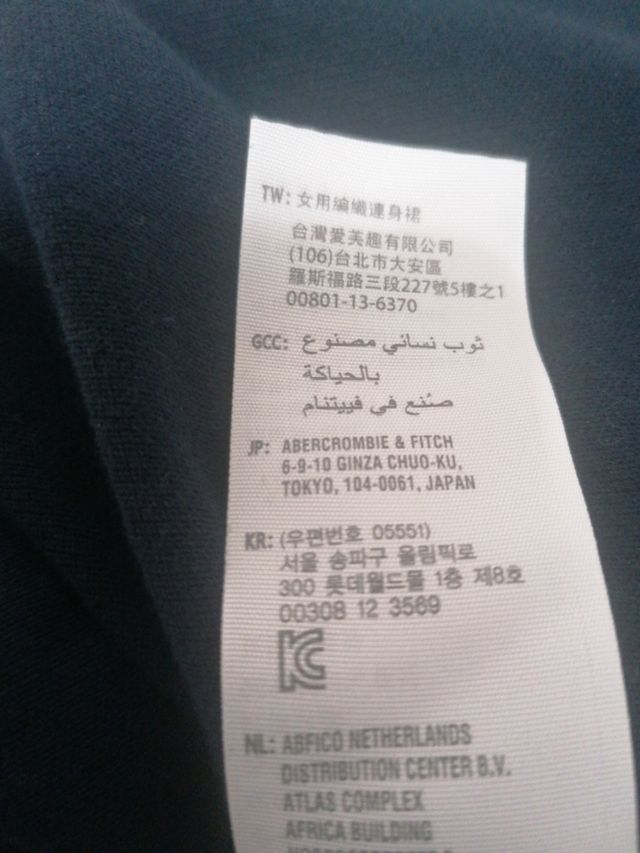 TW: 女用編織連身裙
台灣愛芙趣有限公司
(106)台北市大安區
羅斯福路三段227號5樓之1
00801-13-6370
GCC: ثوب نسائي مصنوع
بالحياكة
صُنع في فييتنام
JP: ABERCROMBIE & FITCH
6-9-10 GINZA CHUO-KU,
TOKYO, 104-0061, JAPAN
KR: (우편번호 05551)
서울 송파구 올림픽로
300 롯데월드몰 1층 제8호
00308 12 3569
KC
NL: ABFICO NETHERLANDS
DISTRIBUTION CENTER B.V.
ATLAS COMPLEX
AFRICA BUILDING